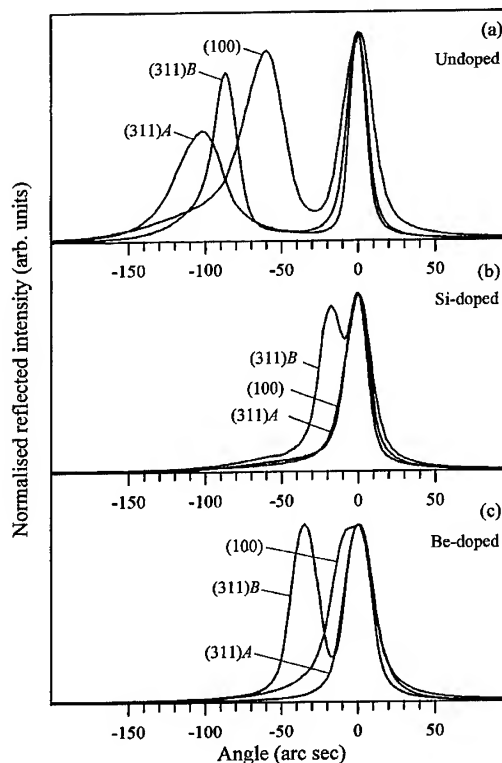 (a)
Undoped
(100)
(311)B
(311)A
-150 -100 -50 0 50
(b)
Si-doped
(311)B
(100)
(311)A
-150 -100 -50 0 50
(c)
Be-doped
(100)
(311)B
(311)A
-150 -100 -50 0 50
Angle (arc sec)
Normalised reflected intensity (arb. units)